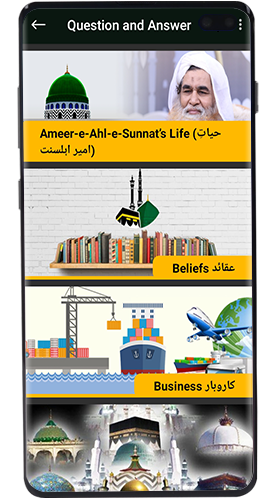 Question and Answer
Ameer-e-Ahl-e-Sunnat's Life (حیاتِ
امیر اہلسنت)
Beliefs عقائد
Business کاروبار